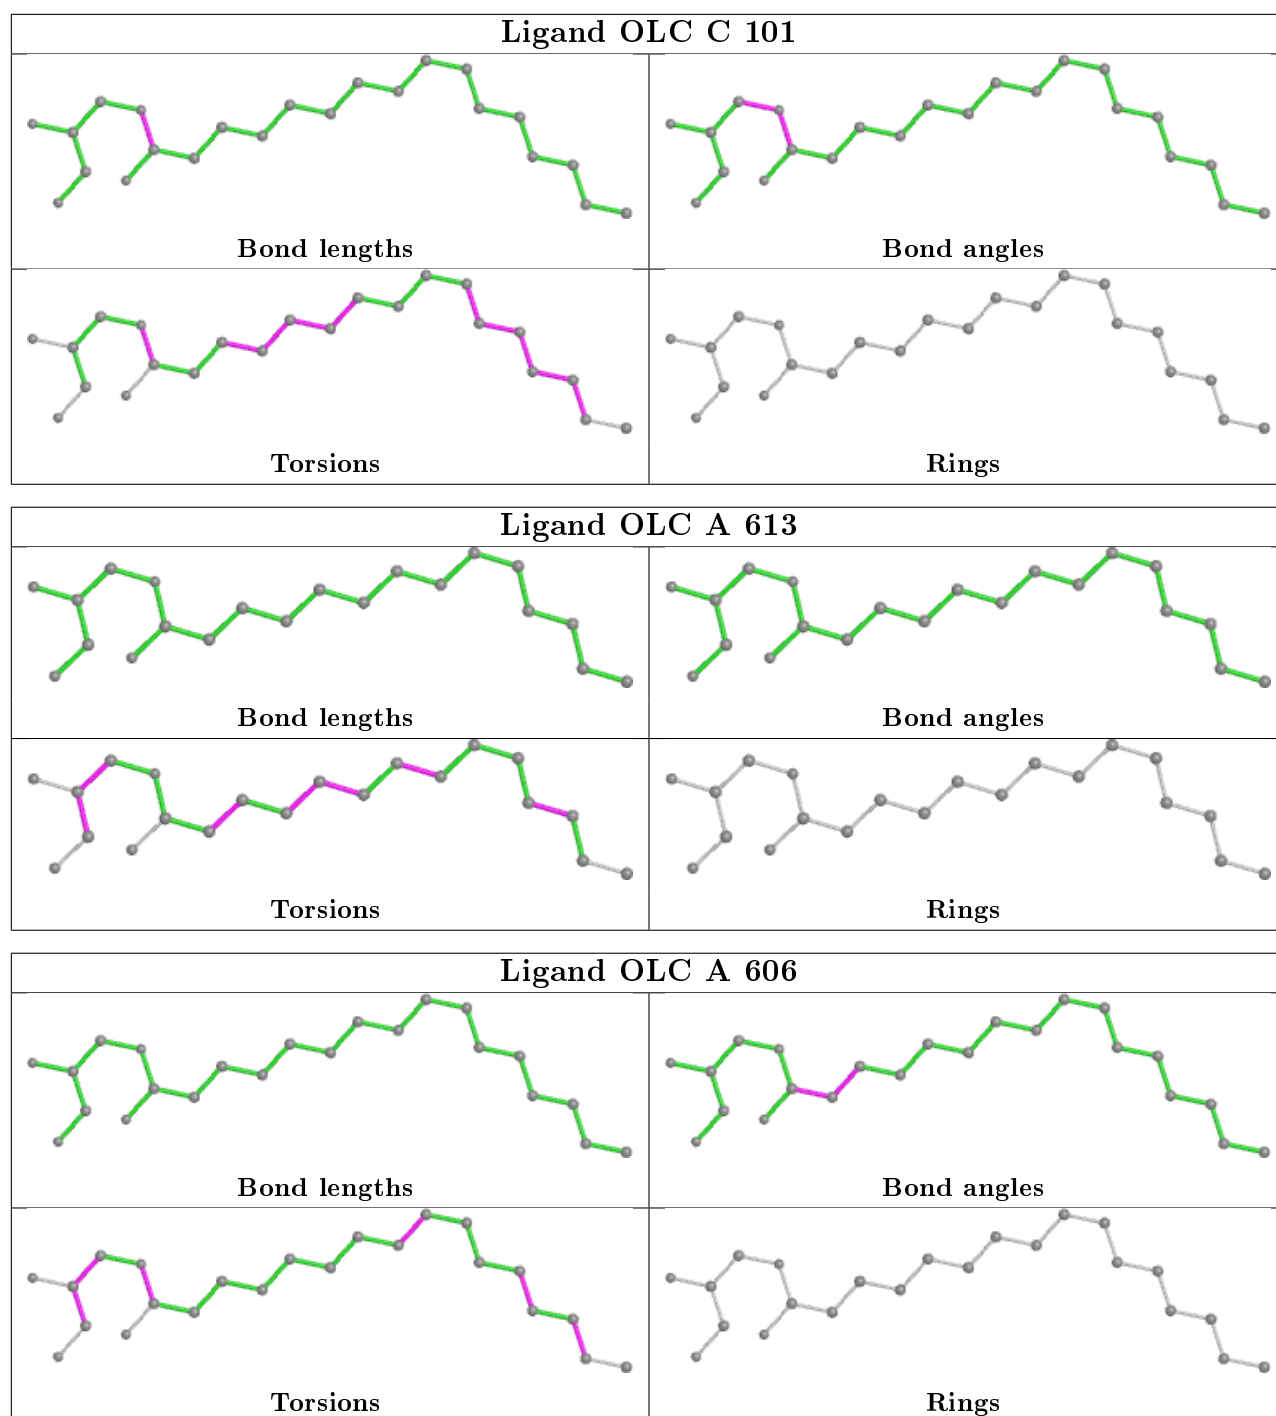 Ligand OLC C 101
Bond lengths
Bond angles
Torsions
Rings
Ligand OLC A 613
Bond lengths
Bond angles
Torsions
Rings
Ligand OLC A 606
Bond lengths
Bond angles
Torsions
Rings